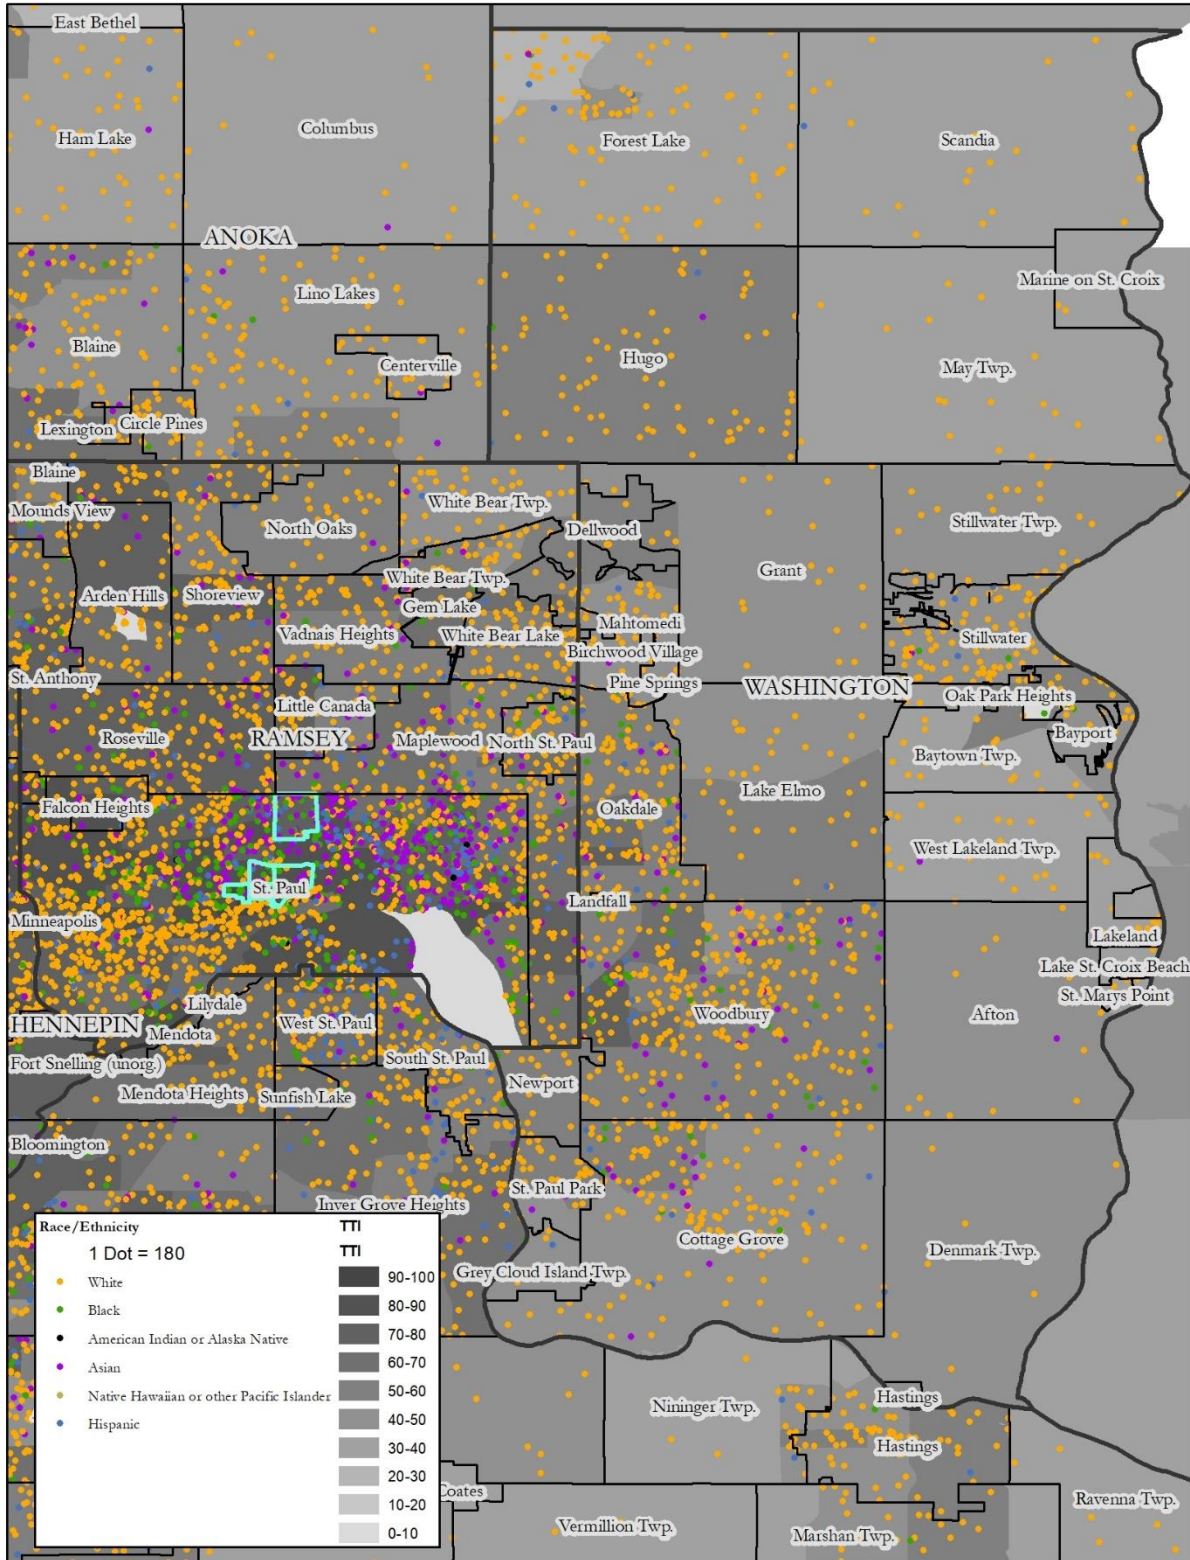 East Bethel
Ham Lake
Columbus
Forest Lake
Scandia
ANOKA
Marine on St. Croix
Lino Lakes
Blaine
Centerville
Hugo
May Twp.
Lexington
Circle Pines
Blaine
White Bear Twp.
Mounds View
North Oaks
Dellwood
Stillwater Twp.
White Bear Twp.
Grant
Arden Hills
Shoreview
Gem Lake
Vadnais Heights
White Bear Lake
Mahtomedi
Stillwater
Birchwood Village
St. Anthony
Pine Springs
WASHINGTON
Oak Park Heights
Little Canada
Roseville
RAMSEY
Maplewood
North St. Paul
Bayport
Baytown Twp.
Falcon Heights
Oakdale
Lake Elmo
West Lakeland Twp.
St. Paul
Landfall
Minneapolis
Lakeland
Lake St. Croix Beach
St. Marys Point
Lilydale
HENNEPIN
Mendota
West St. Paul
Woodbury
Afton
Fort Snelling (unorg.)
South St. Paul
Newport
Mendota Heights
Sunfish Lake
Bloomington
St. Paul Park
Inver Grove Heights
Cottage Grove
Denmark Twp.
Grey Cloud Island Twp.
Nininger Twp.
Hastings
Hastings
Coates
Vermillion Twp.
Marshan Twp.
Ravenna Twp.
Race/Ethnicity
1 Dot = 180
White
Black
American Indian or Alaska Native
Asian
Native Hawaiian or other Pacific Islander
Hispanic
TTI
TTI
90-100
80-90
70-80
60-70
50-60
40-50
30-40
20-30
10-20
0-10